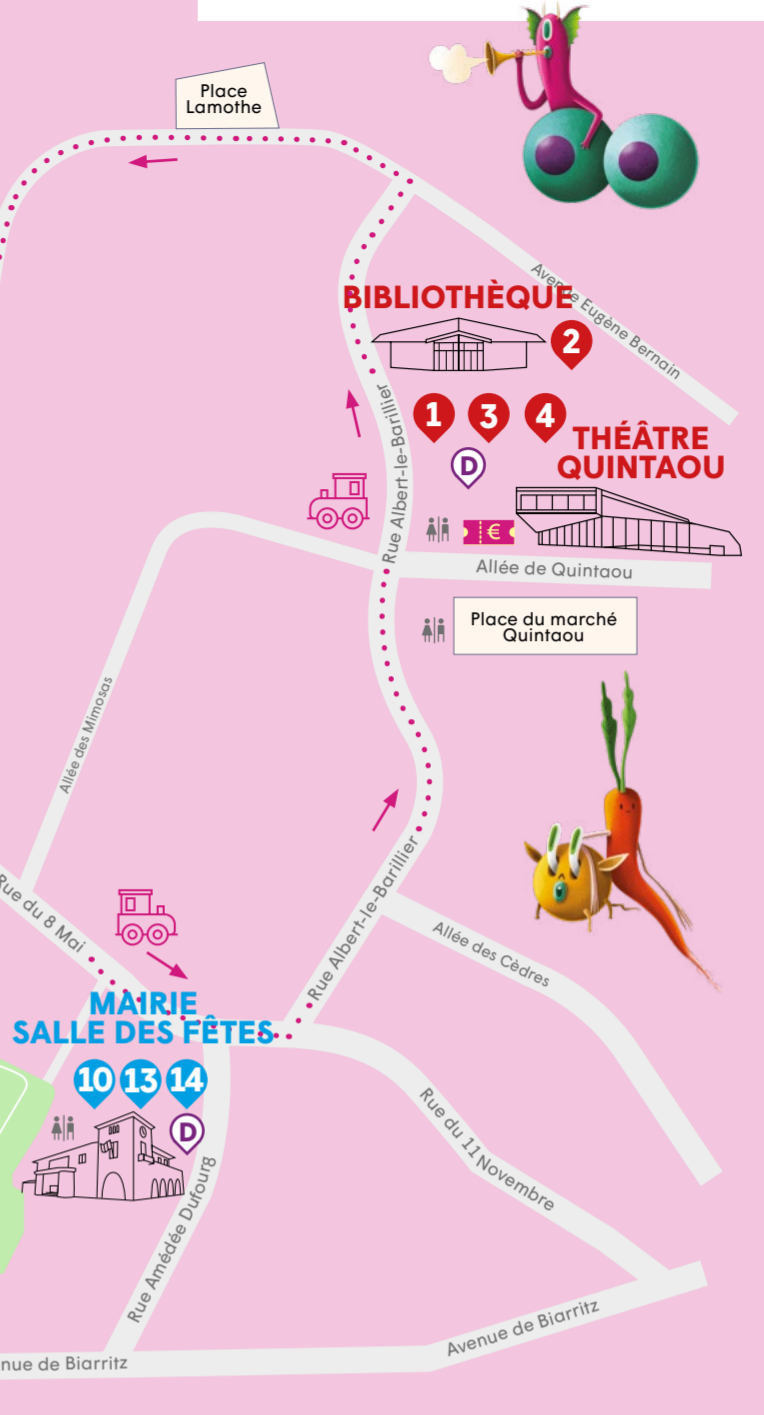 Place
Lamothe
Avenue Eugène Bernain
BIBLIOTHÈQUE
2
1
3
4
THÉÂTRE
QUINTAOU
D
Rue Albert-le-Barillier
€
Allée de Quintaou
Place du marché
Quintaou
Allée des Mimosas
Rue du 8 Mai
Rue Albert-le-Barillier
Allée des Cèdres
MAIRIE
SALLE DES FÊTES
10
13
14
D
Rue du 11 Novembre
Rue Amédée Dufourg
Avenue de Biarritz
nue de Biarritz